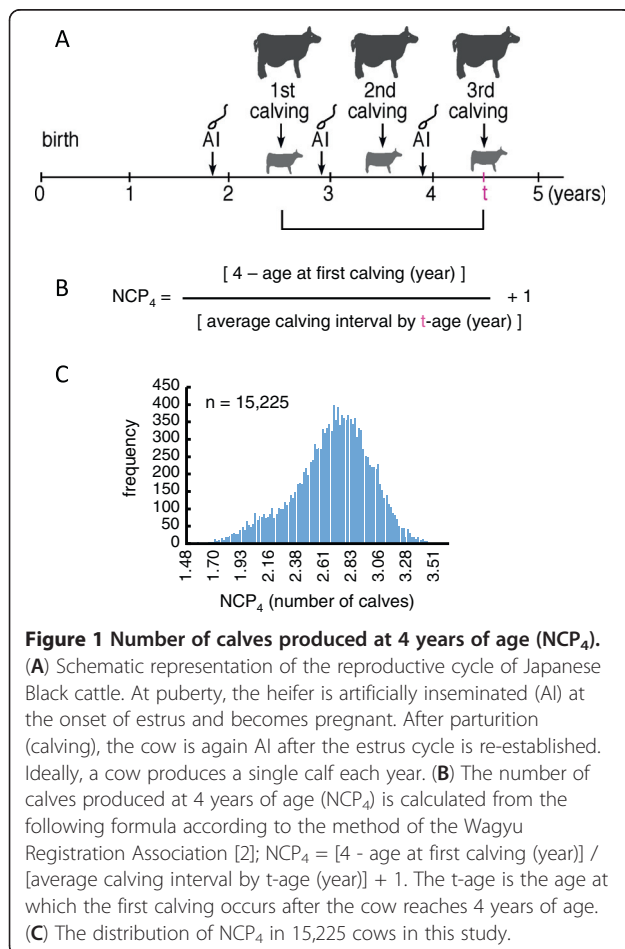 A
1st
calving
2nd
calving
3rd
calving
birth
AI
AI
AI
0 1 2 3 4 t 5 (years)
B
NCP₄ = [ 4 – age at first calving (year) ] / [ average calving interval by t-age (year) ] + 1
C
n = 15,225
frequency
450
400
350
300
250
200
150
100
50
0
1.48 1.70 1.93 2.16 2.38 2.61 2.83 3.06 3.28 3.51
NCP₄ (number of calves)
Figure 1 Number of calves produced at 4 years of age (NCP₄).
(A) Schematic representation of the reproductive cycle of Japanese
Black cattle. At puberty, the heifer is artificially inseminated (AI) at
the onset of estrus and becomes pregnant. After parturition
(calving), the cow is again AI after the estrus cycle is re-established.
Ideally, a cow produces a single calf each year. (B) The number of
calves produced at 4 years of age (NCP₄) is calculated from the
following formula according to the method of the Wagyu
Registration Association [2]; NCP₄ = [4 - age at first calving (year)] /
[average calving interval by t-age (year)] + 1. The t-age is the age at
which the first calving occurs after the cow reaches 4 years of age.
(C) The distribution of NCP₄ in 15,225 cows in this study.